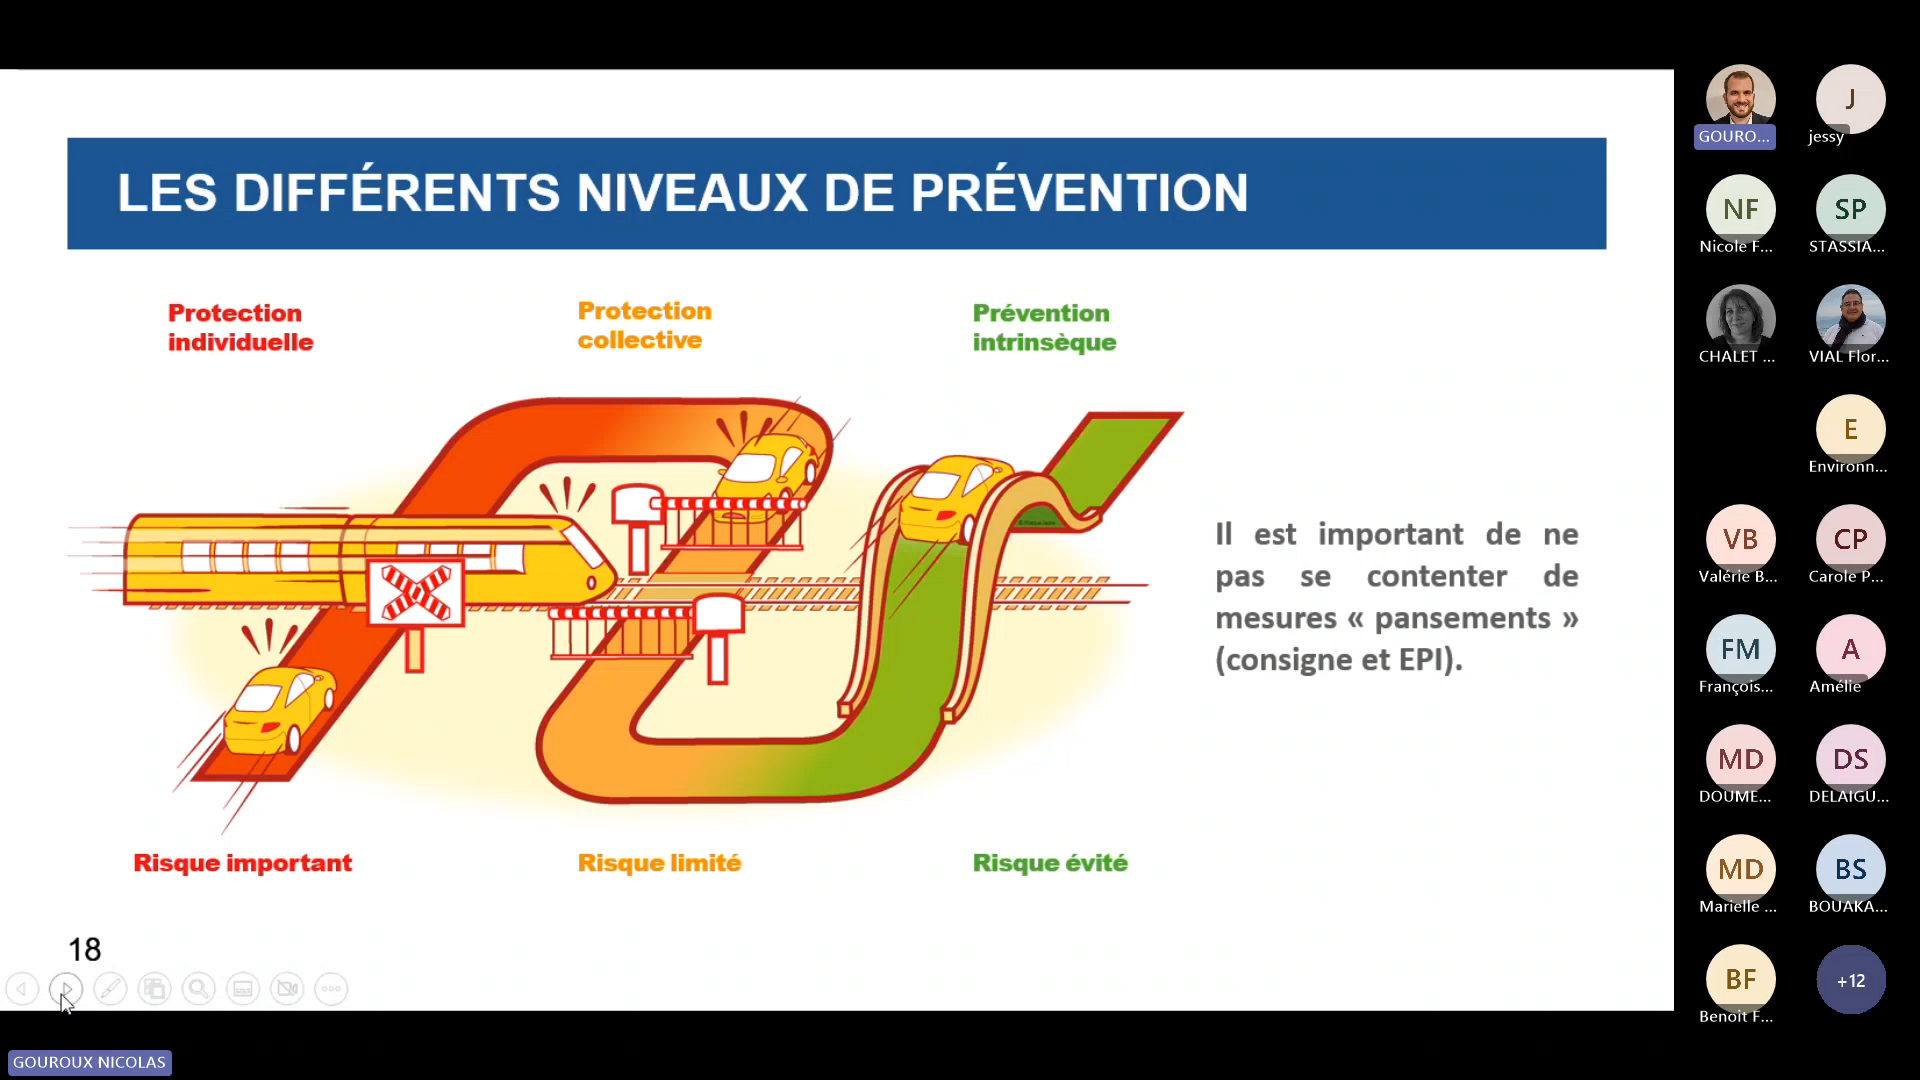 LES DIFFÉRENTS NIVEAUX DE PRÉVENTION
Protection
individuelle
Protection
collective
Prévention
intrinsèque
Il est important de ne
pas se contenter de
mesures « pansements »
(consigne et EPI).
Risque important
Risque limité
Risque évité
18
GOURO...
J
jessy
NF
Nicole F...
SP
STASSIA...
CHALET ...
VIAL Flor...
E
Environn...
VB
Valérie B...
CP
Carole P...
FM
François...
A
Amélie
MD
DOUME...
DS
DELAIGU...
MD
Marielle ...
BS
BOUAKA...
BF
Benoit F...
+12
GOUROUX NICOLAS